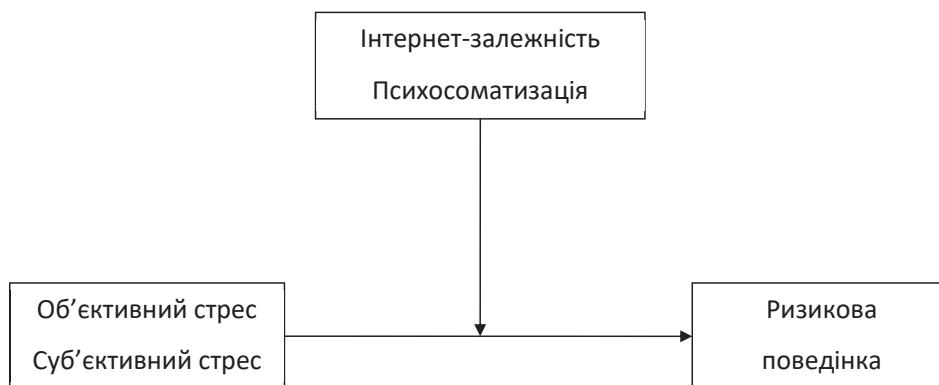 Інтернет-залежність
Психосоматизація
Об’єктивний стрес
Суб’єктивний стрес
Ризикова
поведінка